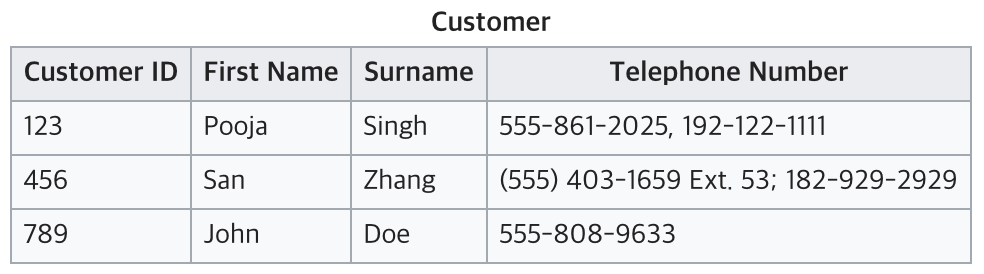 Customer
Customer ID First Name Surname Telephone Number
123 Pooja Singh 555-861-2025, 192-122-1111
456 San Zhang (555) 403-1659 Ext. 53; 182-929-2929
789 John Doe 555-808-9633